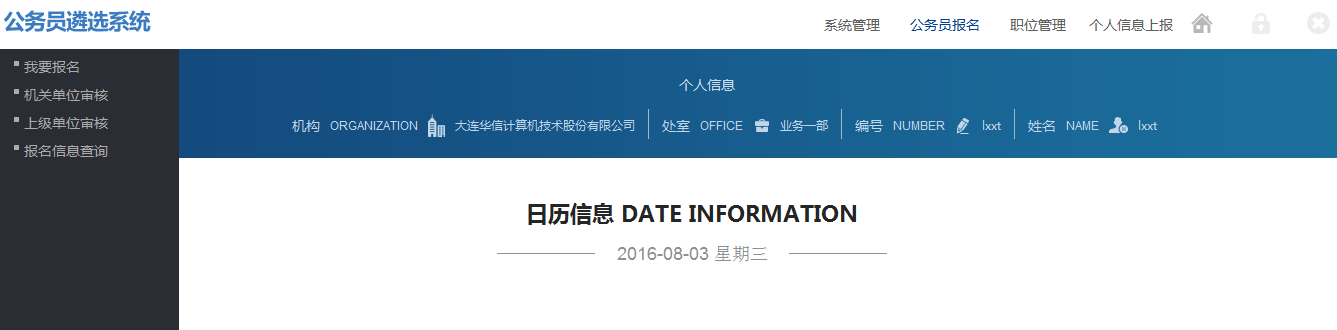 公务员遴选系统
系统管理 公务员报名 职位管理 个人信息上报
我要报名
机关单位审核
上级单位审核
报名信息查询
个人信息
机构 ORGANIZATION 大连华信计算机技术股份有限公司 处室 OFFICE 业务一部 编号 NUMBER lxxt 姓名 NAME lxxt
日历信息 DATE INFORMATION
2016-08-03 星期三